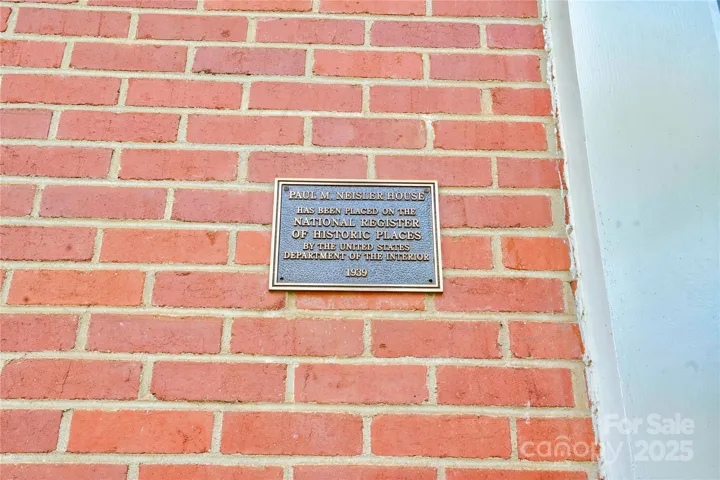 PAUL M. NEISLER HOUSE
HAS BEEN PLACED ON THE
NATIONAL REGISTER
OF HISTORIC PLACES
BY THE UNITED STATES
DEPARTMENT OF THE INTERIOR
1939
For Sale
canopy 2025